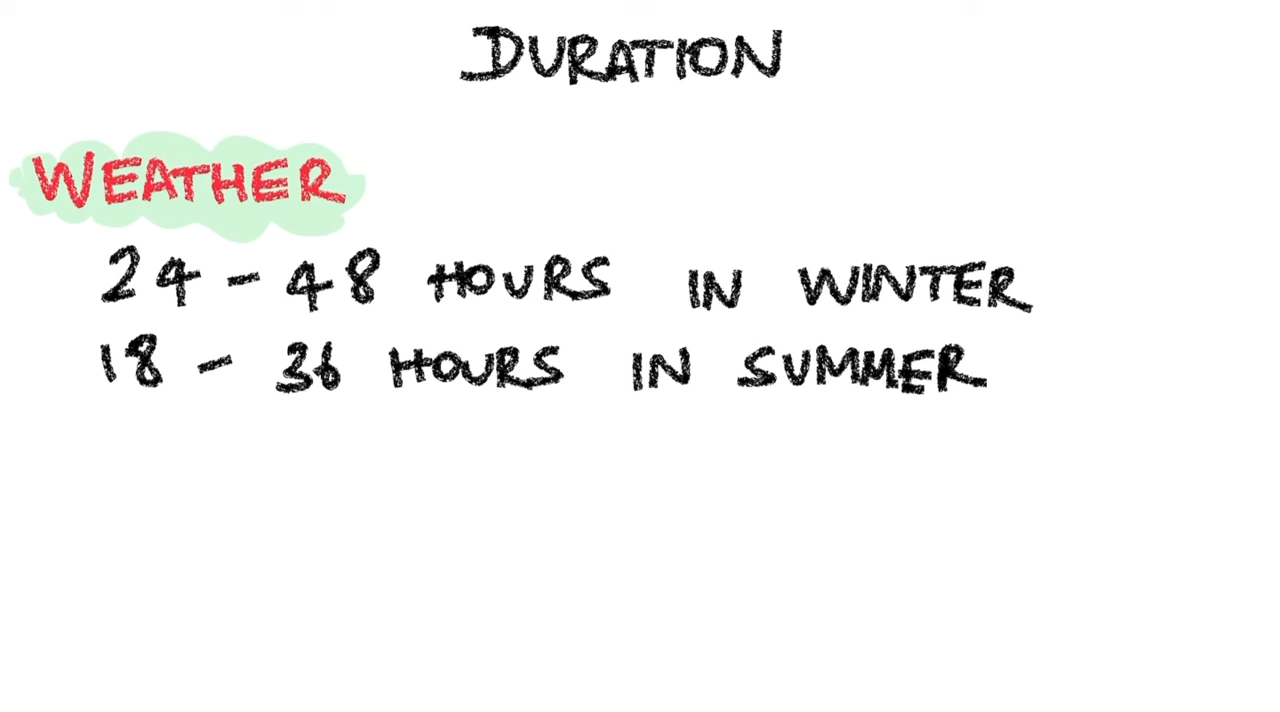 DURATION
WEATHER
24 - 48 HOURS IN WINTER
18 - 36 HOURS IN SUMMER